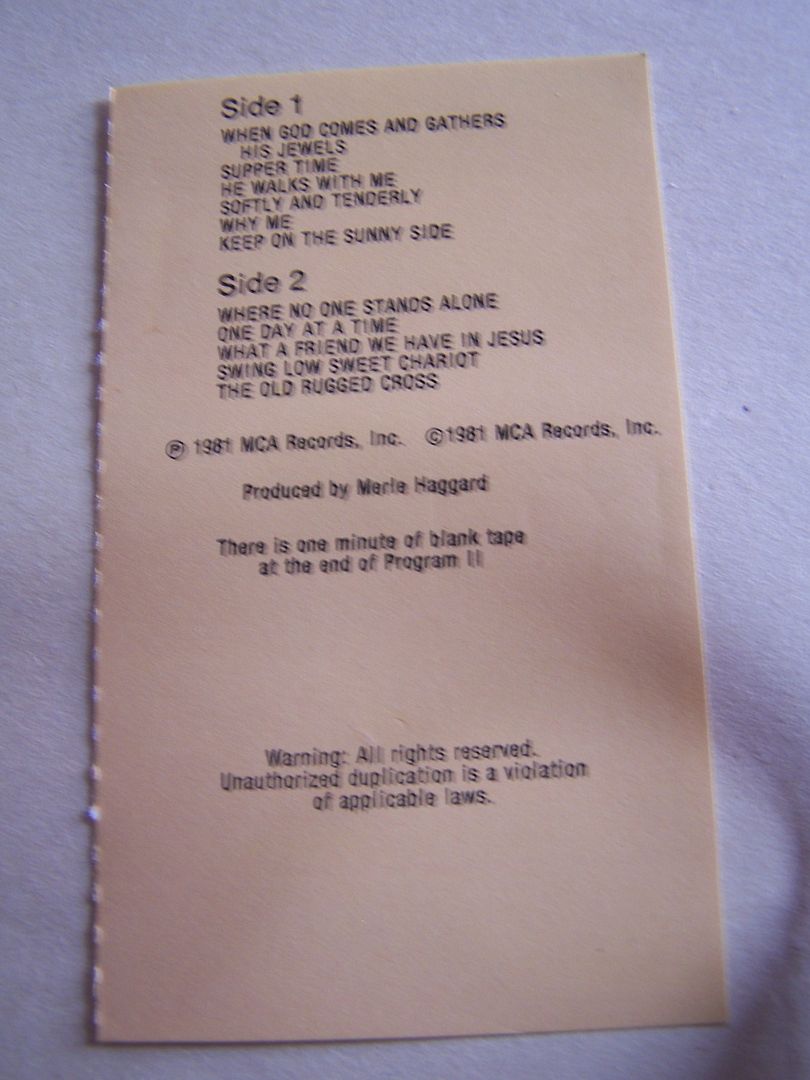 Side 1
WHEN GOD COMES AND GATHERS
HIS JEWELS
SUPPER TIME
HE WALKS WITH ME
SOFTLY AND TENDERLY
WHY ME
KEEP ON THE SUNNY SIDE
Side 2
WHERE NO ONE STANDS ALONE
ONE DAY AT A TIME
WHAT A FRIEND WE HAVE IN JESUS
SWING LOW SWEET CHARIOT
THE OLD RUGGED CROSS
℗ 1981 MCA Records, Inc. ©1981 MCA Records, Inc.
Produced by Merle Haggard
There is one minute of blank tape
at the end of Program II
Warning: All rights reserved.
Unauthorized duplication is a violation
of applicable laws.